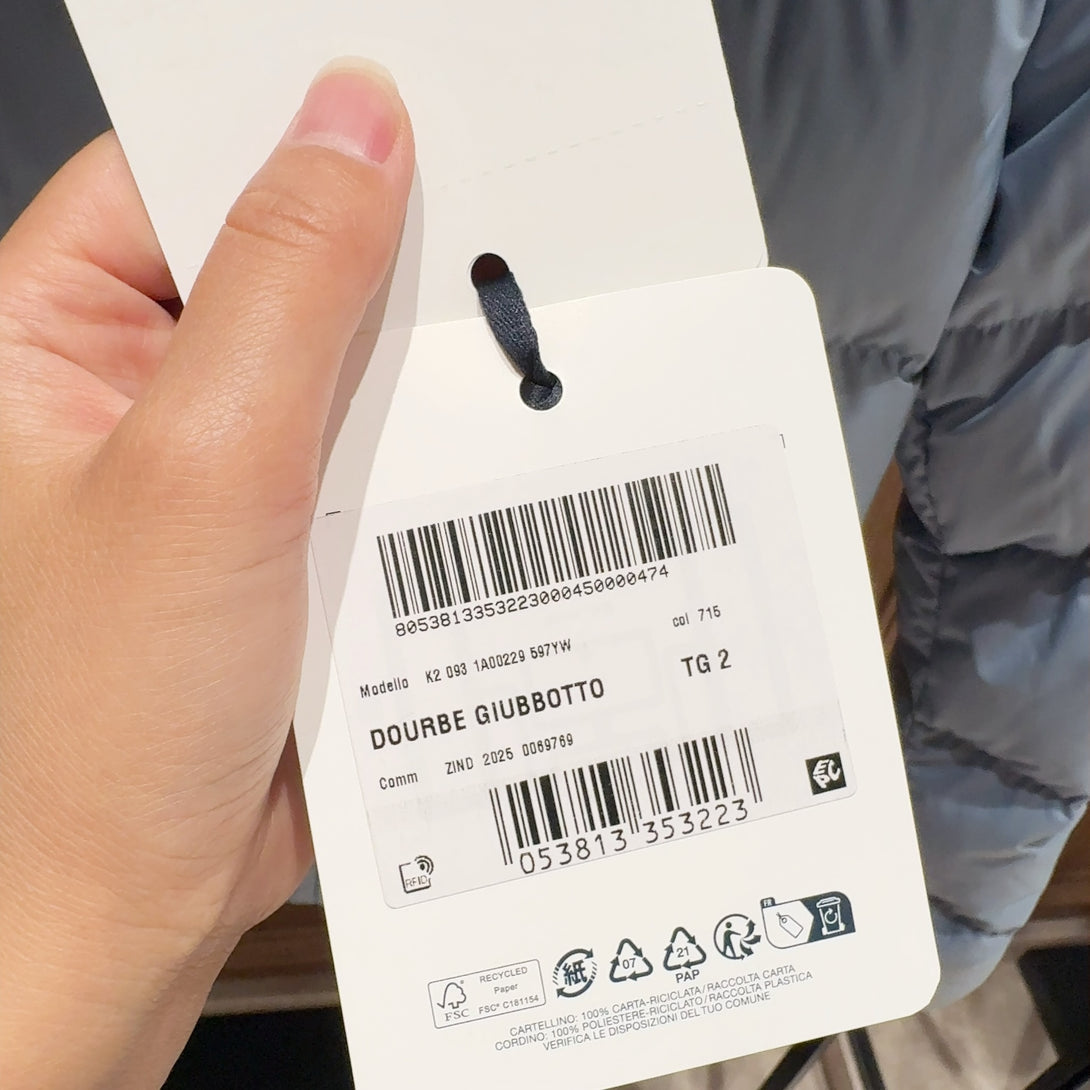 8053813353223000450000474
col 715
Modello K2 093 1A00229 597YW
TG 2
DOURBE GIUBBOTTO
Comm ZIND 2025 0069769
053813 353223
EPC
RFID
FR
紙
07
21
PAP
RECYCLED
Paper
FSC® C181154
FSC
CARTELLINO: 100% CARTA-RICICLATA/RACCOLTA CARTA
CORDINO: 100% POLIESTERE-RICICLATO/RACCOLTA PLASTICA
VERIFICA LE DISPOSIZIONI DEL TUO COMUNE